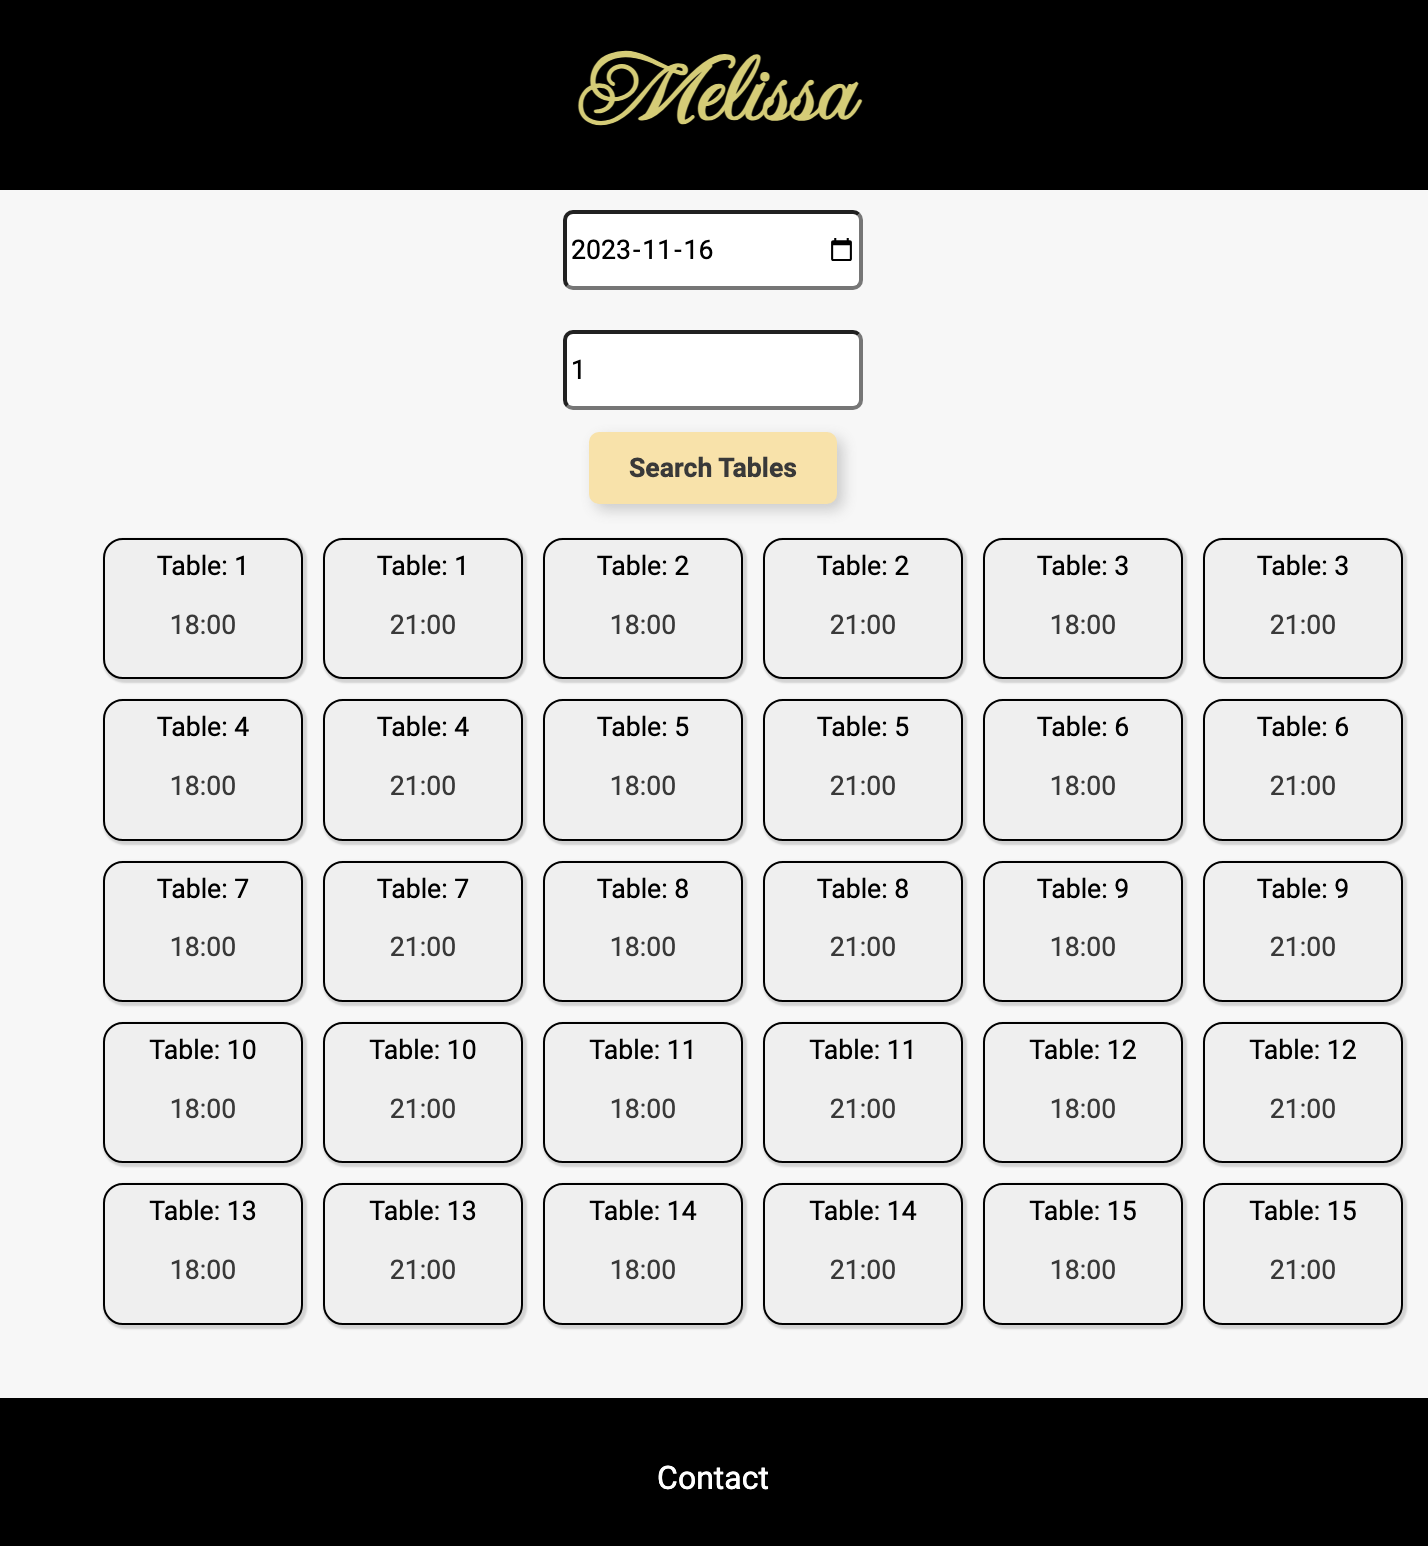 Melissa
2023-11-16
1
Search Tables
Table: 1 Table: 1 Table: 2 Table: 2 Table: 3 Table: 3
18:00 21:00 18:00 21:00 18:00 21:00
Table: 4 Table: 4 Table: 5 Table: 5 Table: 6 Table: 6
18:00 21:00 18:00 21:00 18:00 21:00
Table: 7 Table: 7 Table: 8 Table: 8 Table: 9 Table: 9
18:00 21:00 18:00 21:00 18:00 21:00
Table: 10 Table: 10 Table: 11 Table: 11 Table: 12 Table: 12
18:00 21:00 18:00 21:00 18:00 21:00
Table: 13 Table: 13 Table: 14 Table: 14 Table: 15 Table: 15
18:00 21:00 18:00 21:00 18:00 21:00
Contact